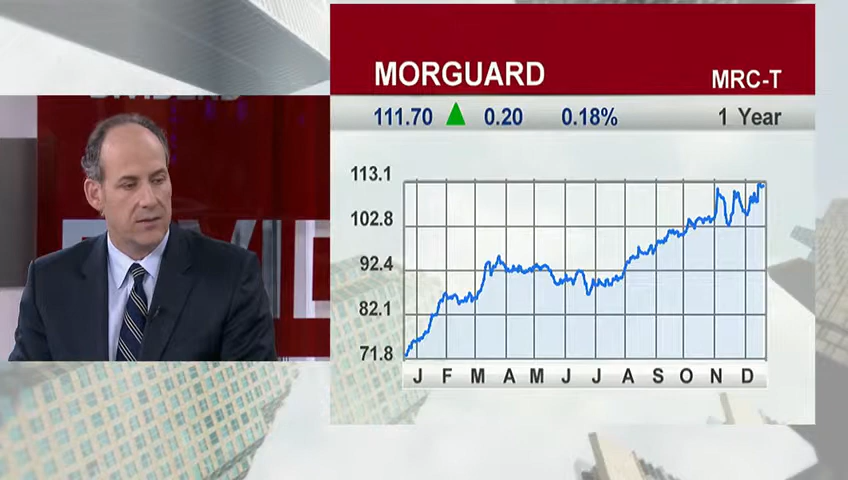 DIVIDEND
MORGUARD
MRC-T
111.70 0.20 0.18% 1 Year
113.1
102.8
92.4
82.1
71.8
J F M A M J J A S O N D